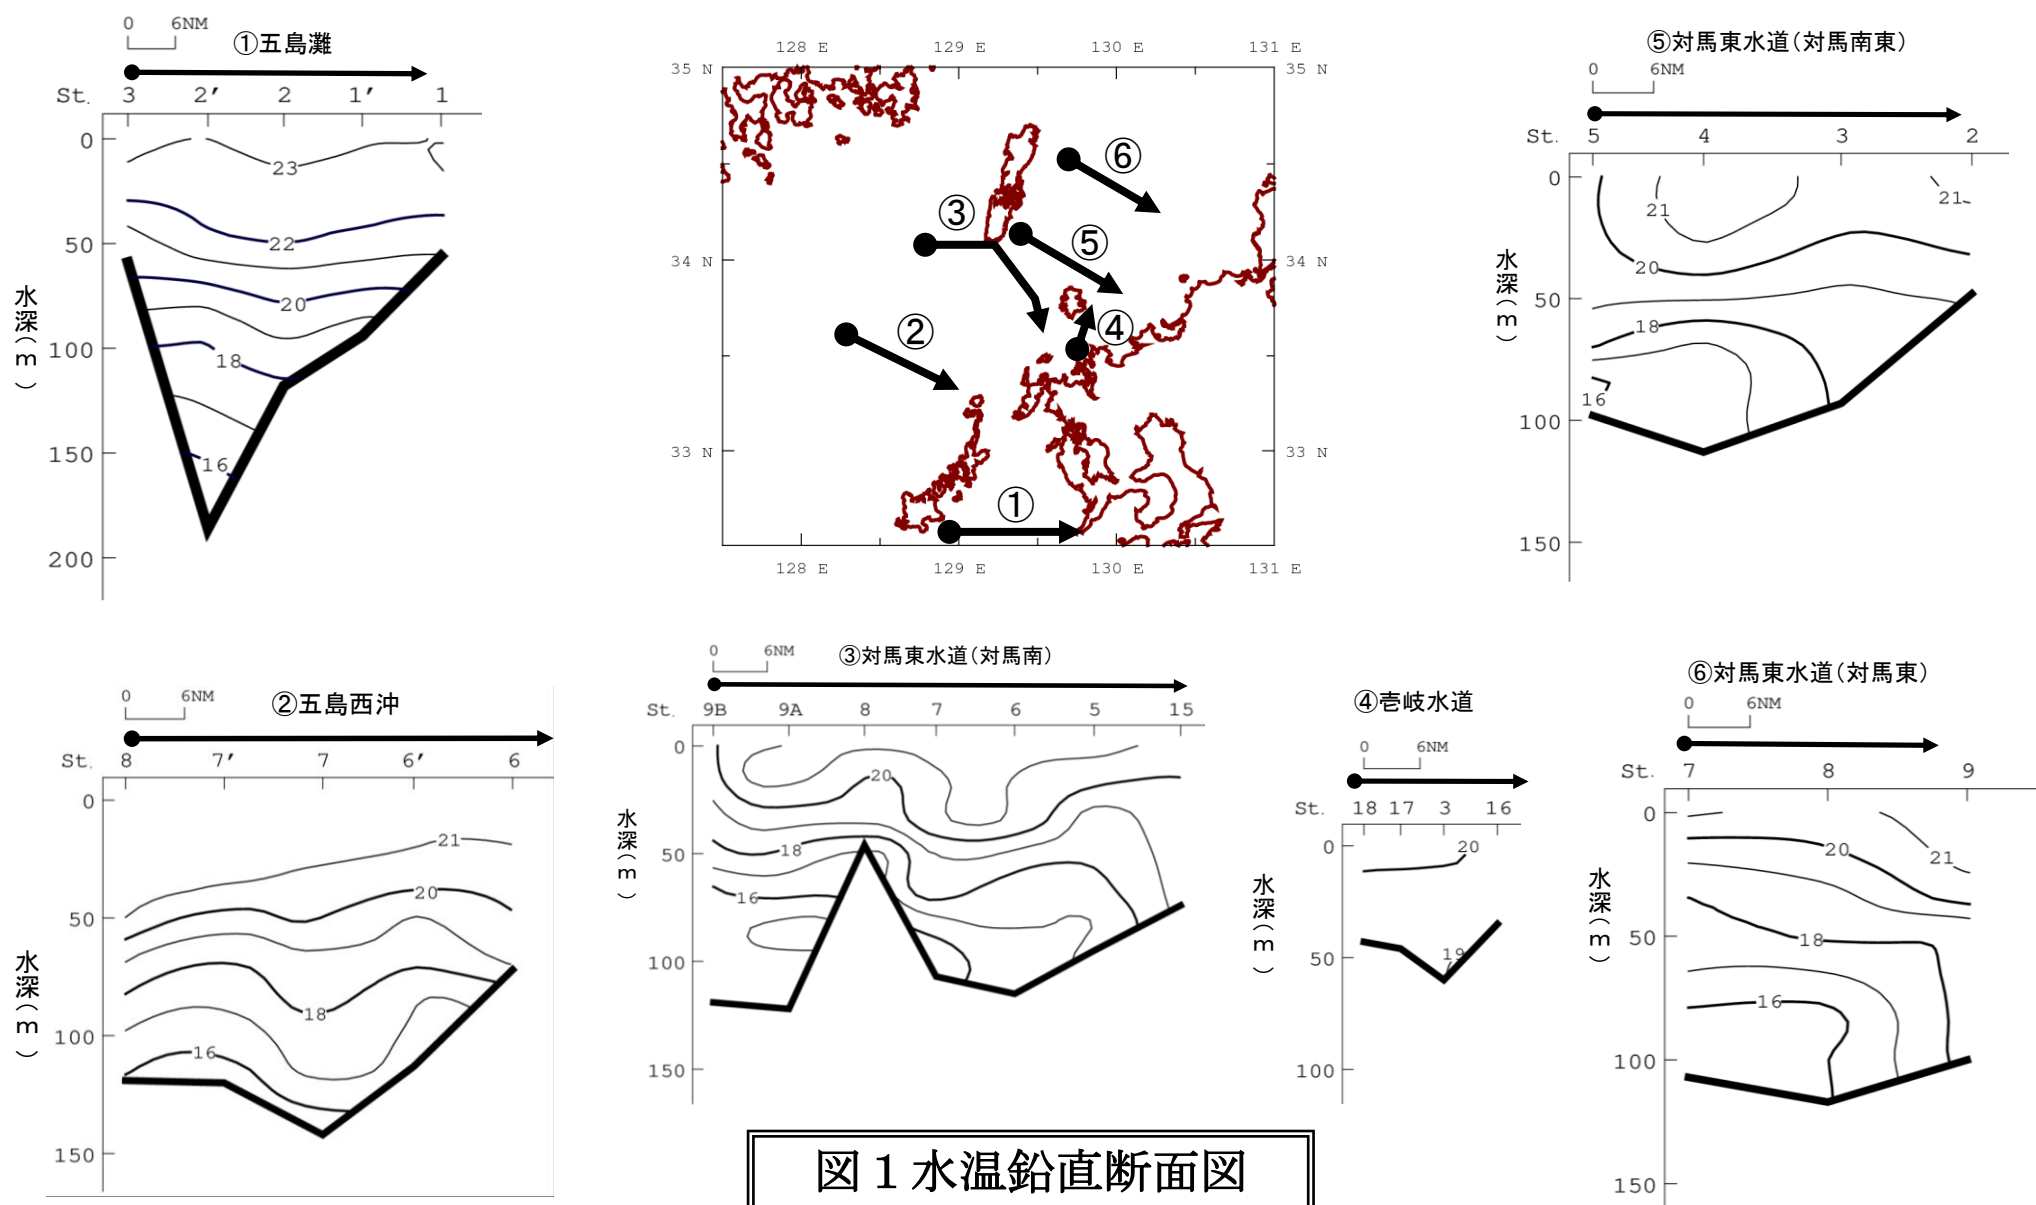 0 6NM
①五島灘
St. 3 2′ 2 1′ 1
0
50
100
150
200
水深(m)
23
22
20
18
16
128 E 129 E 130 E 131 E
35 N 35 N
34 N 34 N
33 N 33 N
128 E 129 E 130 E 131 E
⑥
③
⑤
②
④
①
⑤対馬東水道(対馬南東)
0 6NM
St. 5 4 3 2
0
50
100
150
水深(m)
21
21
20
18
16
0 6NM
②五島西沖
St. 8 7′ 7 6′ 6
0
50
100
150
水深(m)
21
20
18
16
0 6NM
③対馬東水道(対馬南)
St. 9B 9A 8 7 6 5 15
0
50
100
150
水深(m)
20
18
16
④壱岐水道
0 6NM
St. 18 17 3 16
0
50
100
水深(m)
20
19
⑥対馬東水道(対馬東)
0 6NM
St. 7 8 9
0
50
100
150
水深(m)
20
21
18
16
図1水温鉛直断面図